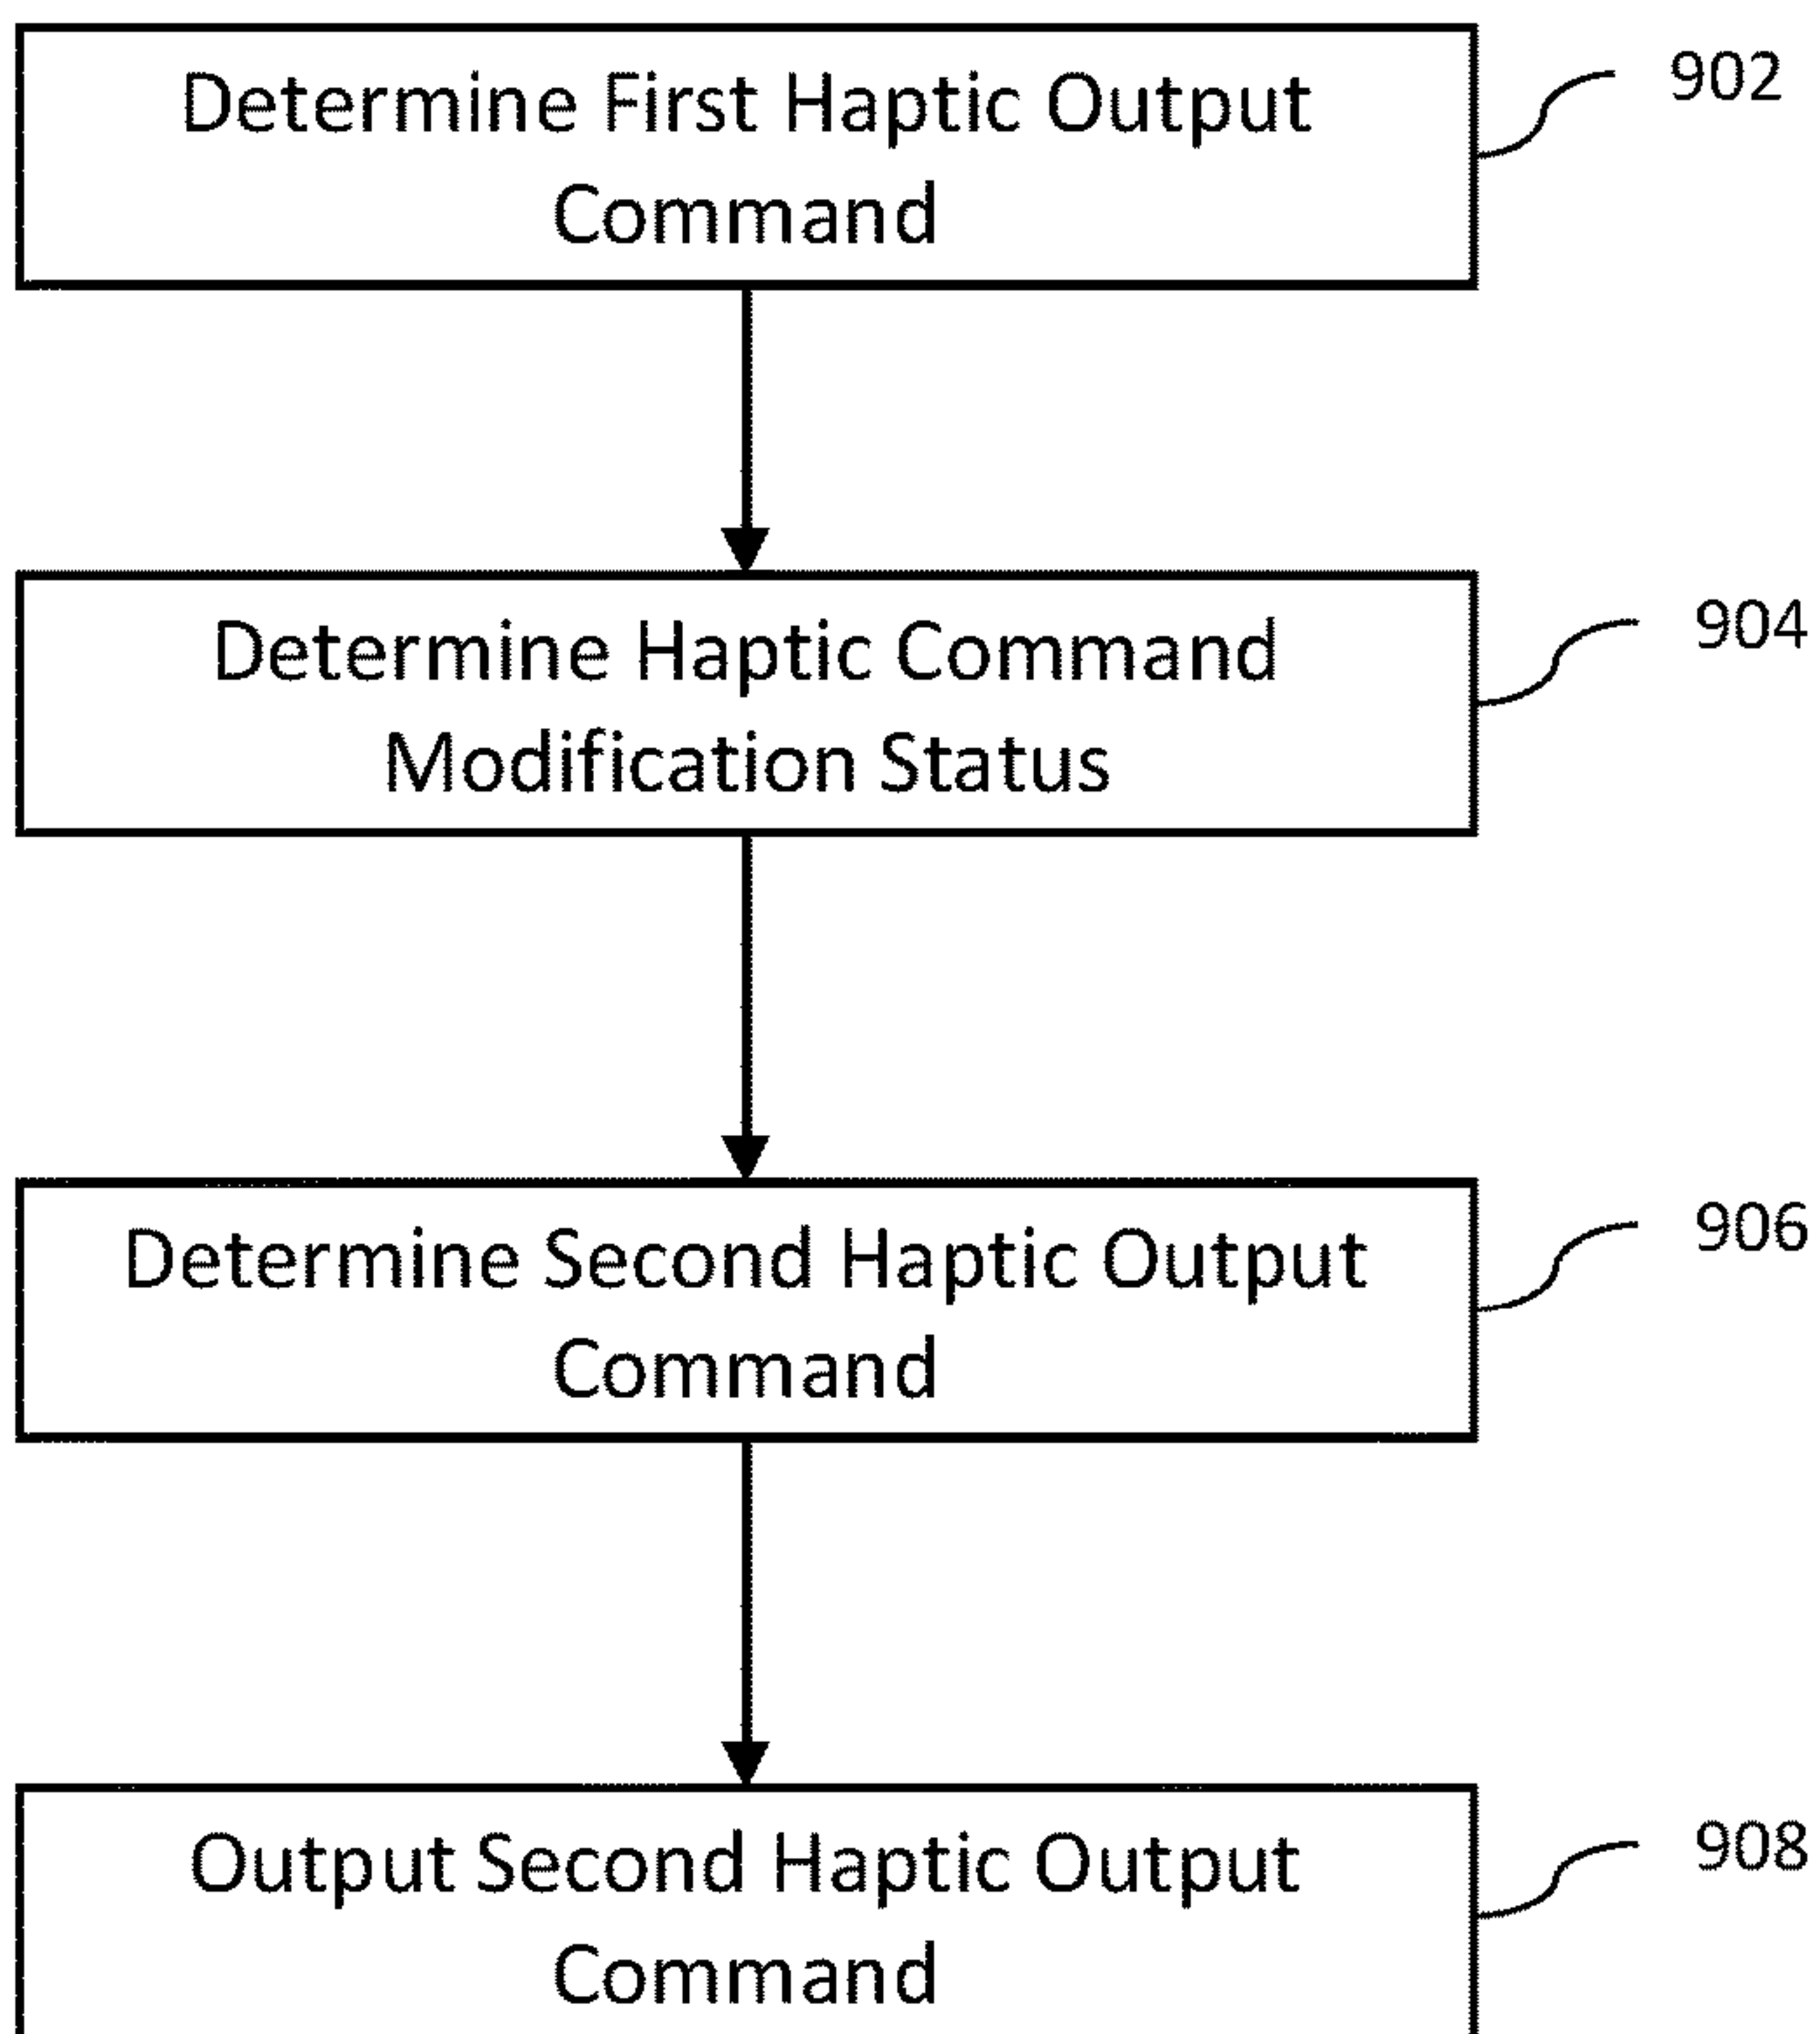 Determine First Haptic Output
Command
902
Determine Haptic Command
Modification Status
904
Determine Second Haptic Output
Command
906
Output Second Haptic Output
Command
908